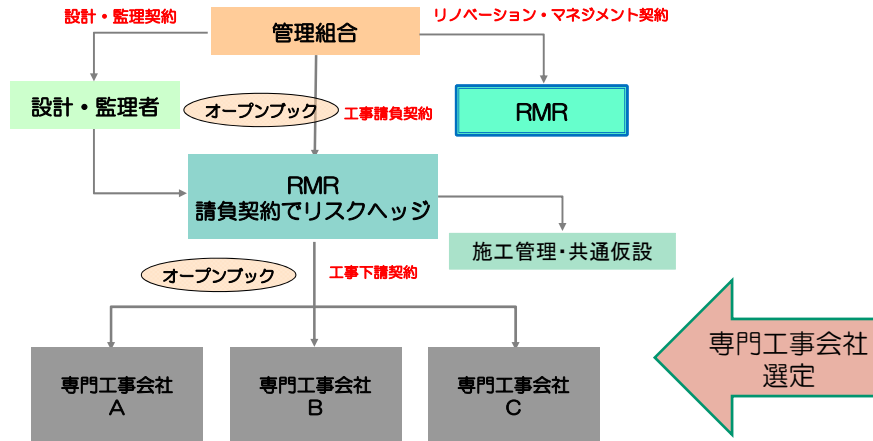 設計・監理契約
管理組合
リノベーション・マネジメント契約
設計・監理者
オープンブック
工事請負契約
RMR
RMR
請負契約でリスクヘッジ
施工管理・共通仮設
オープンブック
工事下請契約
専門工事会社
選定
専門工事会社
A
専門工事会社
B
専門工事会社
C